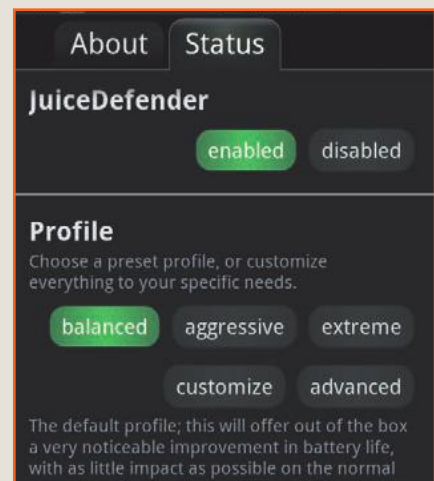 About Status
JuiceDefender
enabled disabled
Profile
Choose a preset profile, or customize
everything to your specific needs.
balanced aggressive extreme
customize advanced
The default profile; this will offer out of the box
a very noticeable improvement in battery life,
with as little impact as possible on the normal